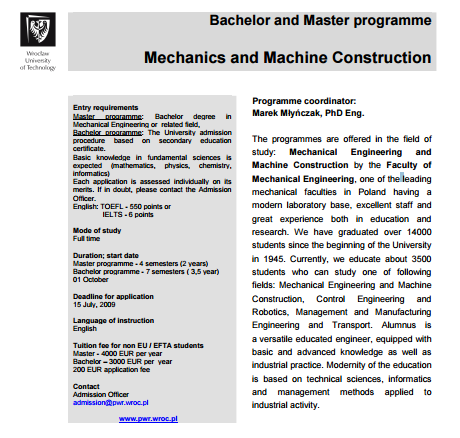 Bachelor and Master programme
Mechanics and Machine Construction
Wrocław
University
of Technology
Entry requirements
Master programme: Bachelor degree in
Mechanical Engineering or related field,
Bachelor programme: The University admission
procedure based on secondary education
certificate.
Basic knowledge in fundamental sciences is
expected (mathematics, physics, chemistry,
informatics)
Each application is assessed individually on its
merits. If in doubt, please contact the Admission
Officer.
English: TOEFL - 550 points or
IELTS - 6 points
Mode of study
Full time
Duration; start date
Master programme - 4 semesters (2 years)
Bachelor programme - 7 semesters ( 3,5 year)
01 October
Deadline for application
15 July, 2009
Language of instruction
English
Tuition fee for non EU / EFTA students
Master - 4000 EUR per year
Bachelor – 3000 EUR per year
200 EUR application fee
Contact
Admission Officer
admission@pwr.wroc.pl
www.pwr.wroc.pl
Programme coordinator:
Marek Młyńczak, PhD Eng.
The programmes are offered in the field of
study: Mechanical Engineering and
Machine Construction by the Faculty of
Mechanical Engineering, one of the leading
mechanical faculties in Poland having a
modern laboratory base, excellent staff and
great experience both in education and
research. We have graduated over 14000
students since the beginning of the University
in 1945. Currently, we educate about 3500
students who can study one of following
fields: Mechanical Engineering and Machine
Construction, Control Engineering and
Robotics, Management and Manufacturing
Engineering and Transport. Alumnus is
a versatile educated engineer, equipped with
basic and advanced knowledge as well as
industrial practice. Modernity of the education
is based on technical sciences, informatics
and management methods applied to
industrial activity.